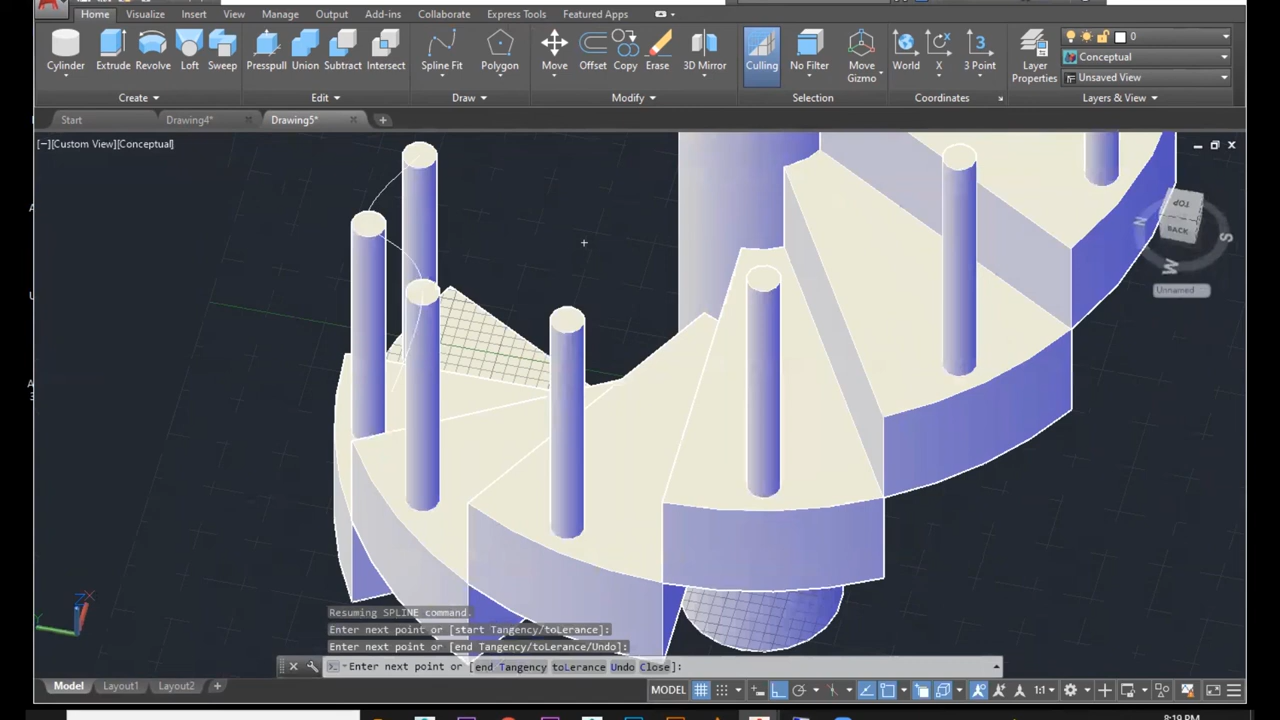 Home Visualize Insert View Manage Output Add-ins Collaborate Express Tools Featured Apps
Cylinder Extrude Revolve Loft Sweep Presspull Union Subtract Intersect Spline Fit Polygon Move Offset Copy Erase 3D Mirror Culling No Filter Move Gizmo World X 3 Point Layer Properties
0
Conceptual
Unsaved View
Create Edit Draw Modify Selection Coordinates Layers & View
Start Drawing4* Drawing5*
[−][Custom View][Conceptual]
TOP
BACK
N
S
W
Unnamed
Z
X
Y
Resuming SPLINE command.
Enter next point or [start Tangency/toLerance]:
Enter next point or [end Tangency/toLerance/Undo]:
Enter next point or [end Tangency toLerance Undo Close]:
Model Layout1 Layout2 + MODEL 1:1